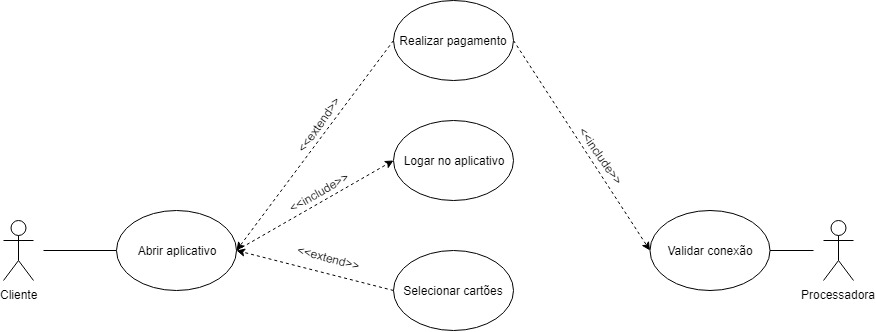 Realizar pagamento
<<extend>>
<<include>>
Logar no aplicativo
<<include>>
Abrir aplicativo
<<extend>>
Validar conexão
Selecionar cartões
Cliente
Processadora